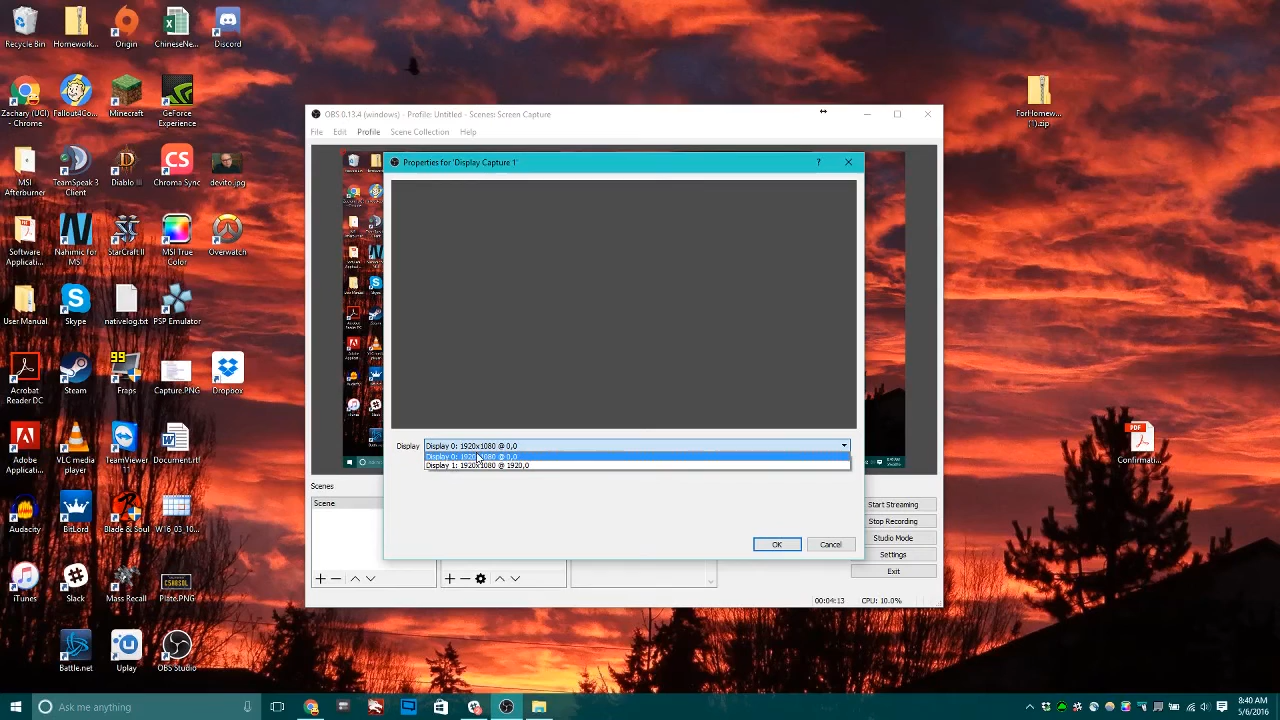 Recycle Bin
Homework...
Origin
ChineseNe...
Discord
Zachary (UCI)
- Chrome
Fallout4Go...
Minecraft
GeForce
Experience
MSI
Afterburner
TeamSpeak 3
Client
Diablo III
Chroma Sync
devito.jpg
Software
Applicati...
Nahimic for
MSI
StarCraft II
MSI True
Color
Overwatch
User Manual
Skype
nativelog.txt
PSP Emulator
Acrobat
Reader DC
Steam
99
Fraps
Capture.PNG
Dropbox
Adobe
Applicati...
VLC media
player
TeamViewer
Document.rtf
Audacity
BitLord
Blade & Soul
W16_03_10...
iTunes
Slack
Mass Recall
Plate.PNG
Battle.net
Uplay
OBS Studio
ForHomew...
(1).zip
PDF
Confirmati...
OBS 0.13.4 (windows) - Profile: Untitled - Scenes: Screen Capture
File Edit Profile Scene Collection Help
Properties for 'Display Capture 1'
?
Display
Display 0: 1920x1080 @ 0,0
Display 0: 1920x1080 @ 0,0
Display 1: 1920x1080 @ 1920,0
OK
Cancel
Scenes
Scene
Start Streaming
Stop Recording
Studio Mode
Settings
Exit
00:04:13
CPU: 10.0%
Ask me anything
8:40 AM
5/6/2016